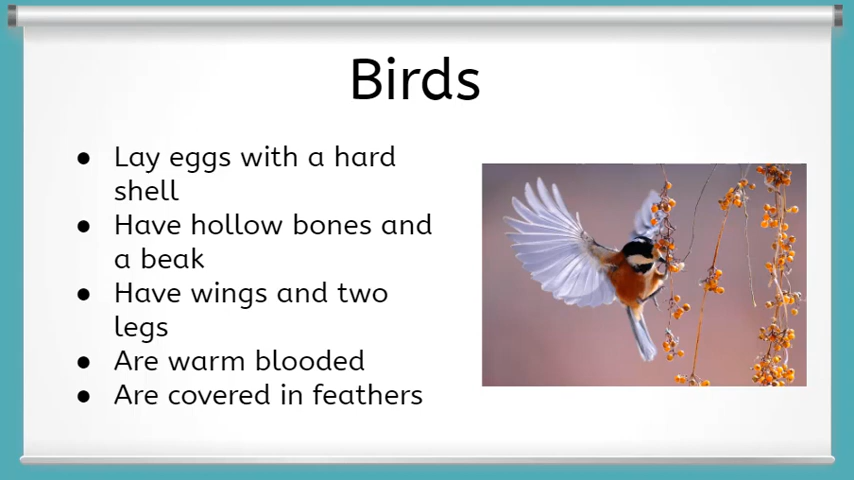 Birds
● Lay eggs with a hard
shell
● Have hollow bones and
a beak
● Have wings and two
legs
● Are warm blooded
● Are covered in feathers